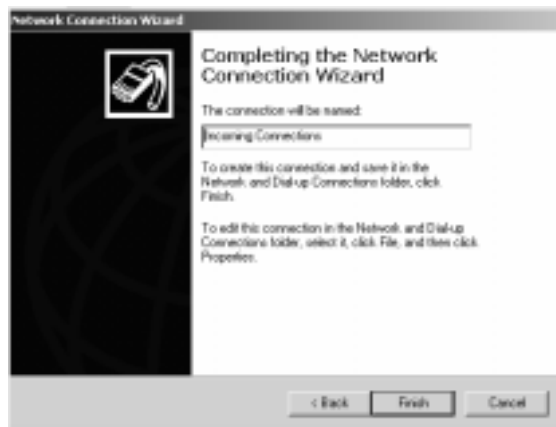 Network Connection Wizard
Completing the Network
Connection Wizard
The connection will be named:
Incoming Connections
To create this connection and save it in the
Network and Dial-up Connections folder, click
Finish.
To edit this connection in the Network and Dial-up
Connections folder, select it, click File, and then click
Properties.
< Back
Finish
Cancel